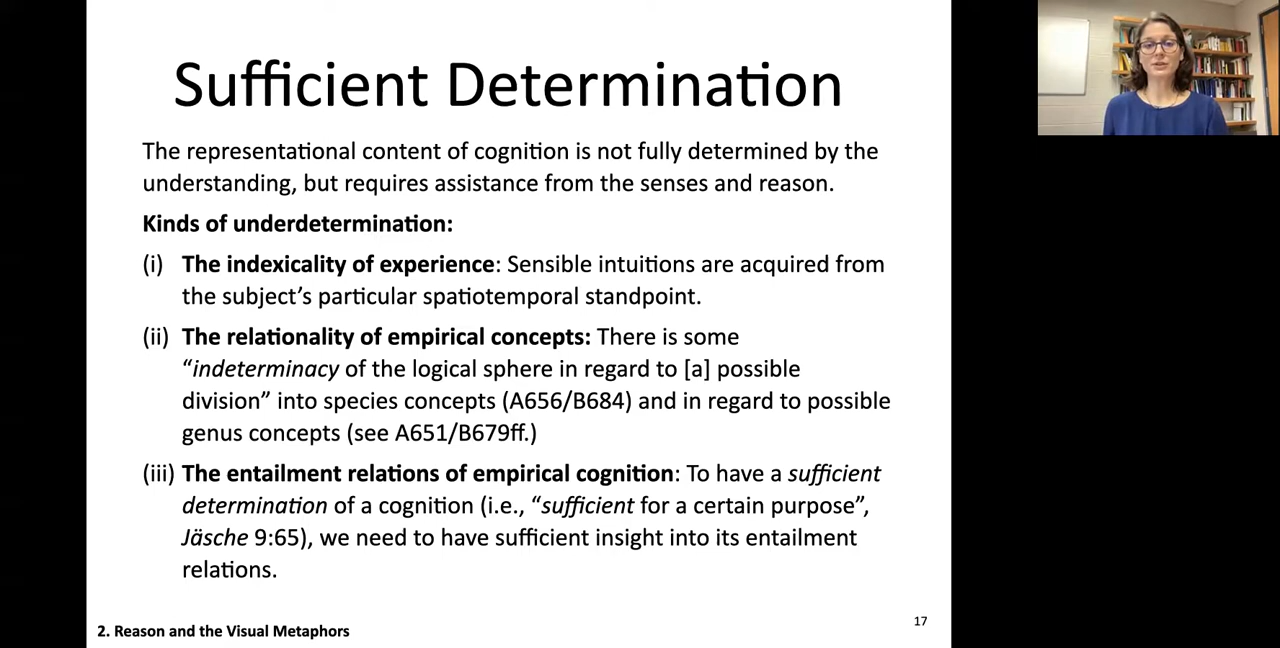 Sufficient Determination
The representational content of cognition is not fully determined by the
understanding, but requires assistance from the senses and reason.
Kinds of underdetermination:
(i) The indexicality of experience: Sensible intuitions are acquired from
the subject's particular spatiotemporal standpoint.
(ii) The relationality of empirical concepts: There is some
“indeterminacy of the logical sphere in regard to [a] possible
division” into species concepts (A656/B684) and in regard to possible
genus concepts (see A651/B679ff.)
(iii) The entailment relations of empirical cognition: To have a sufficient
determination of a cognition (i.e., “sufficient for a certain purpose”,
Jäsche 9:65), we need to have sufficient insight into its entailment
relations.
2. Reason and the Visual Metaphors
17